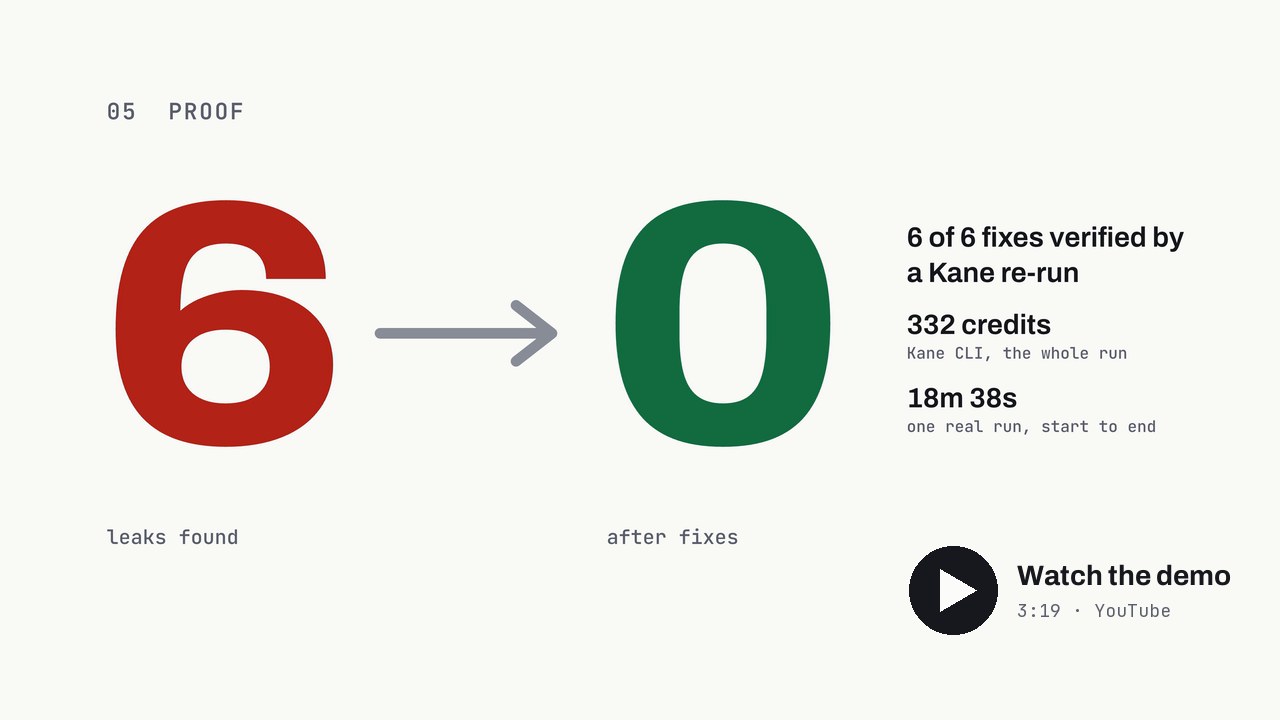 05 PROOF
6
0
leaks found
after fixes
6 of 6 fixes verified by
a Kane re-run
332 credits
Kane CLI, the whole run
18m 38s
one real run, start to end
Watch the demo
3:19 · YouTube